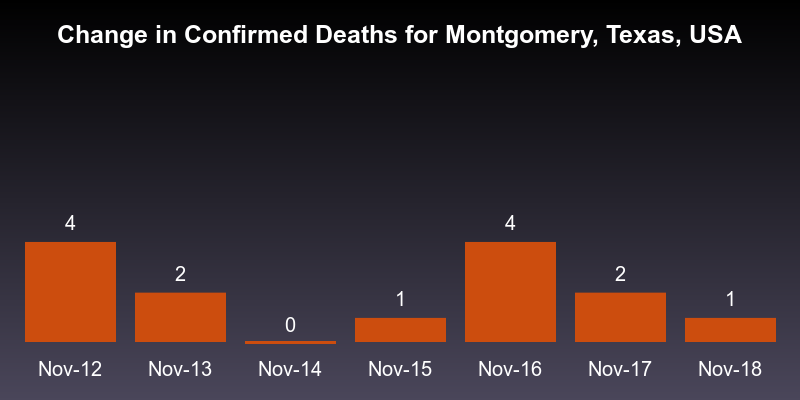 Change in Confirmed Deaths for Montgomery, Texas, USA
4
2
0
1
4
2
1
Nov-12
Nov-13
Nov-14
Nov-15
Nov-16
Nov-17
Nov-18